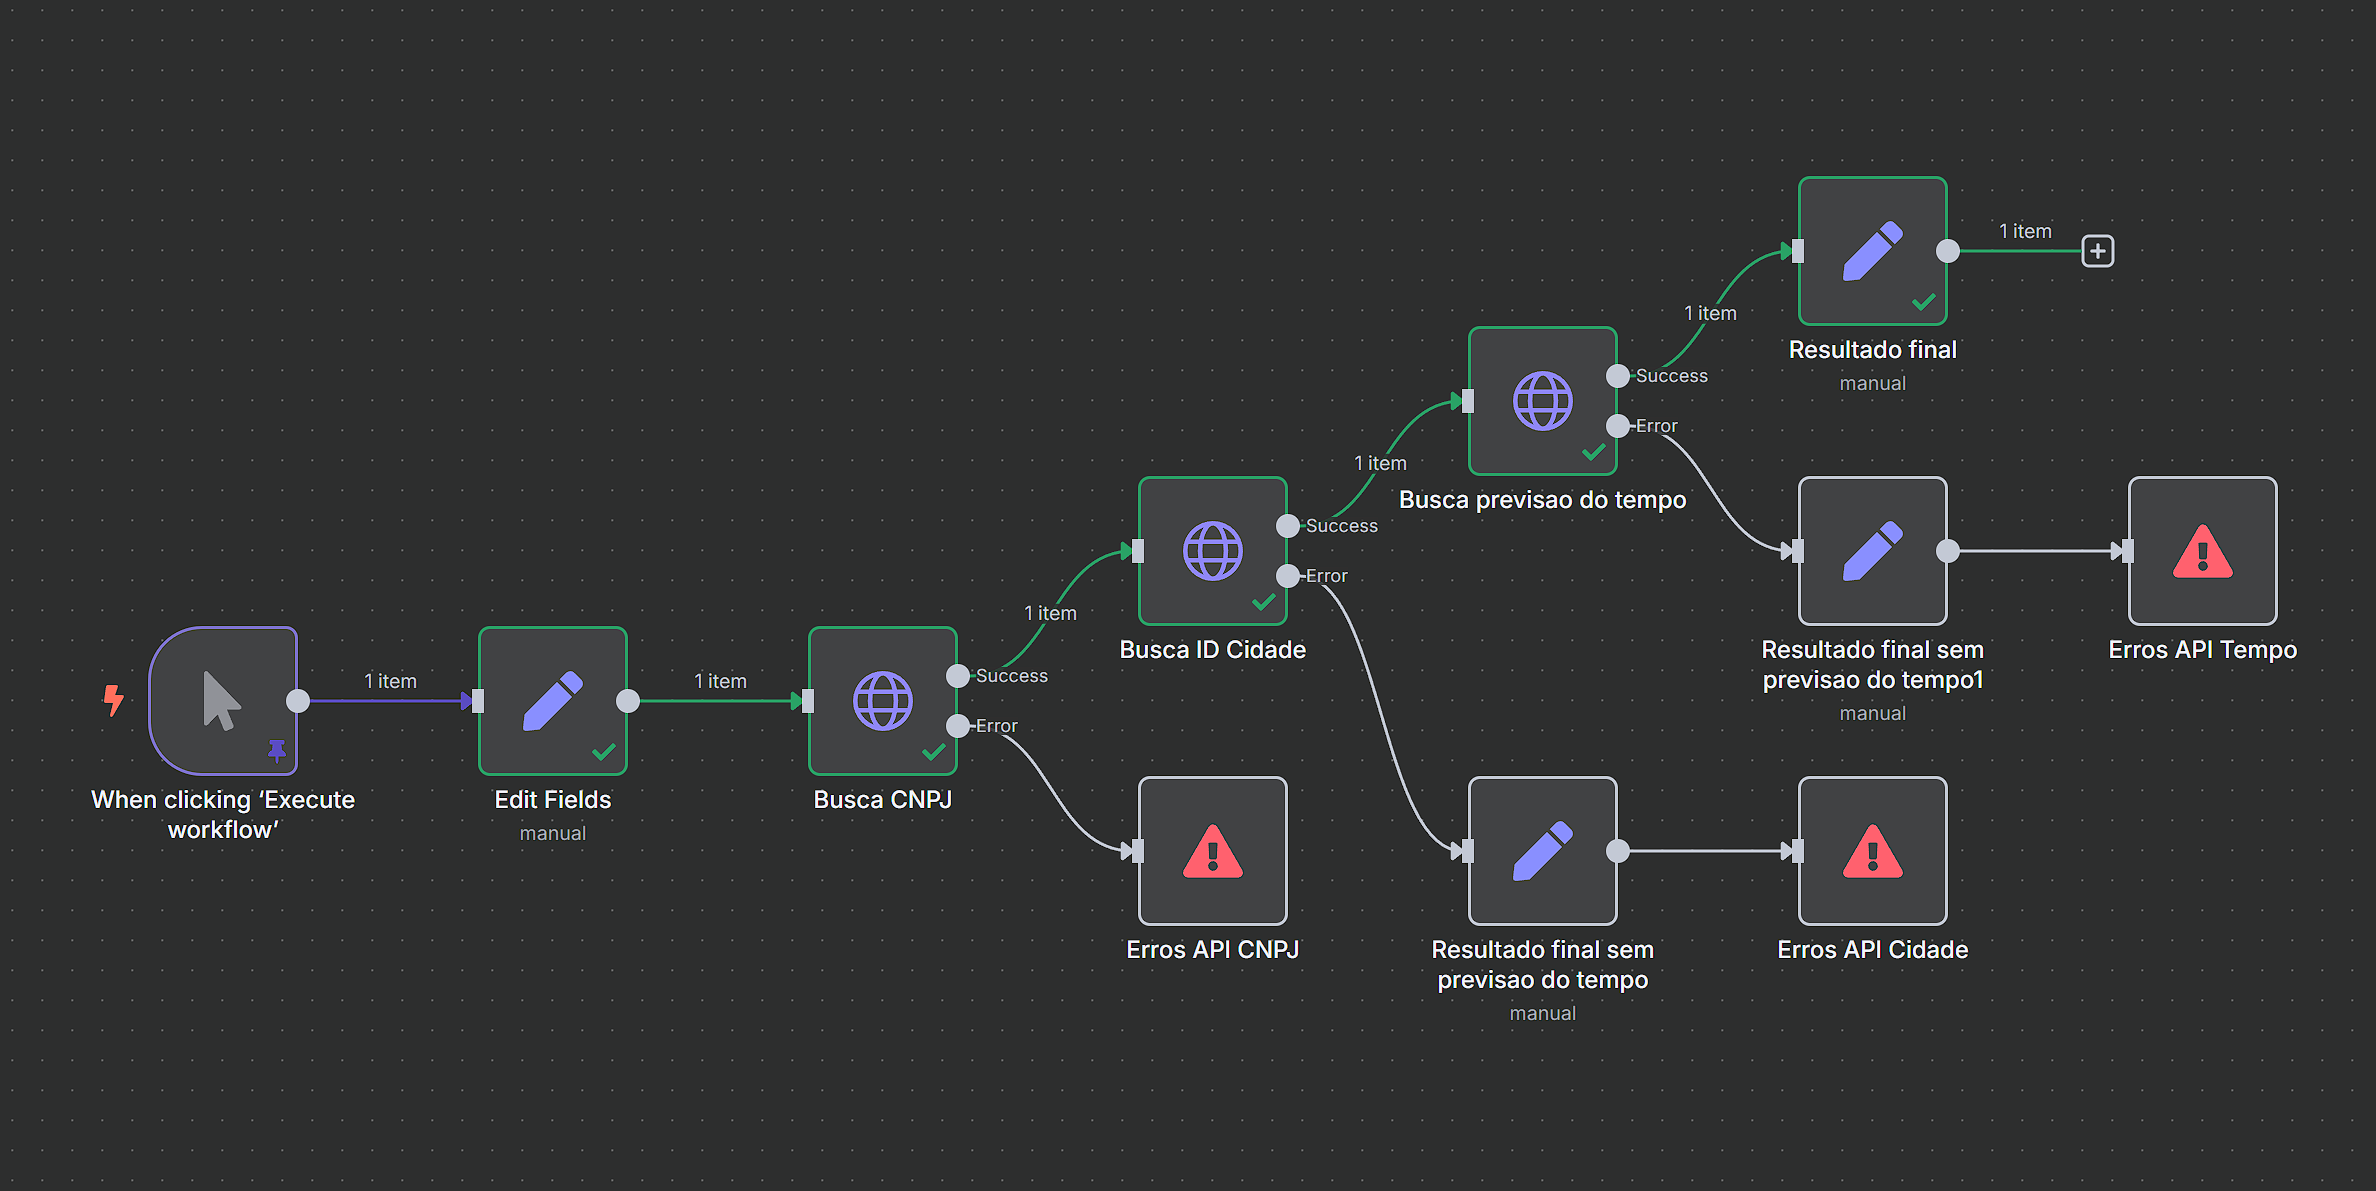 1 item
Resultado final
manual
1 item
Success
Error
Busca previsao do tempo
1 item
Success
Error
Busca ID Cidade
Resultado final sem
previsao do tempo1
manual
Erros API Tempo
1 item
1 item
1 item
Success
Error
When clicking ‘Execute
workflow’
Edit Fields
manual
Busca CNPJ
Erros API CNPJ
Resultado final sem
previsao do tempo
manual
Erros API Cidade